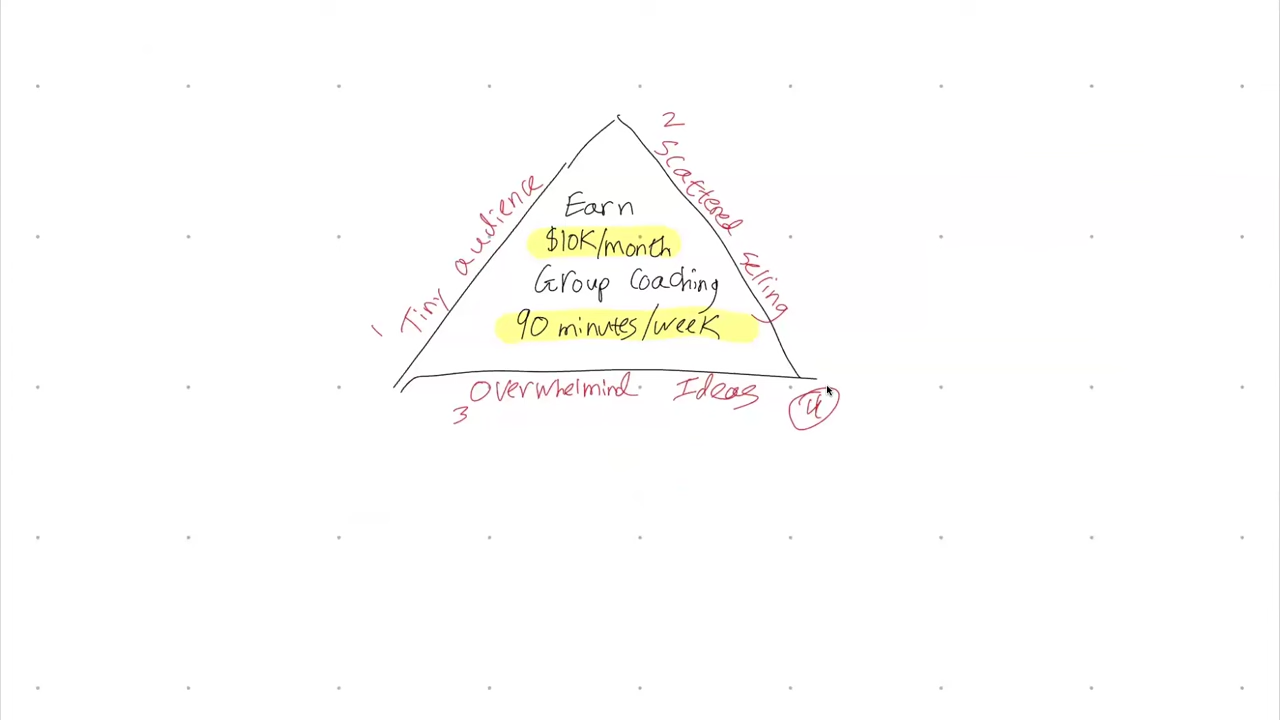 1 Tiny audience
2 Scattered selling
Earn
$10K/month
Group Coaching
90 minutes/week
3 Overwhelmind Ideas
4